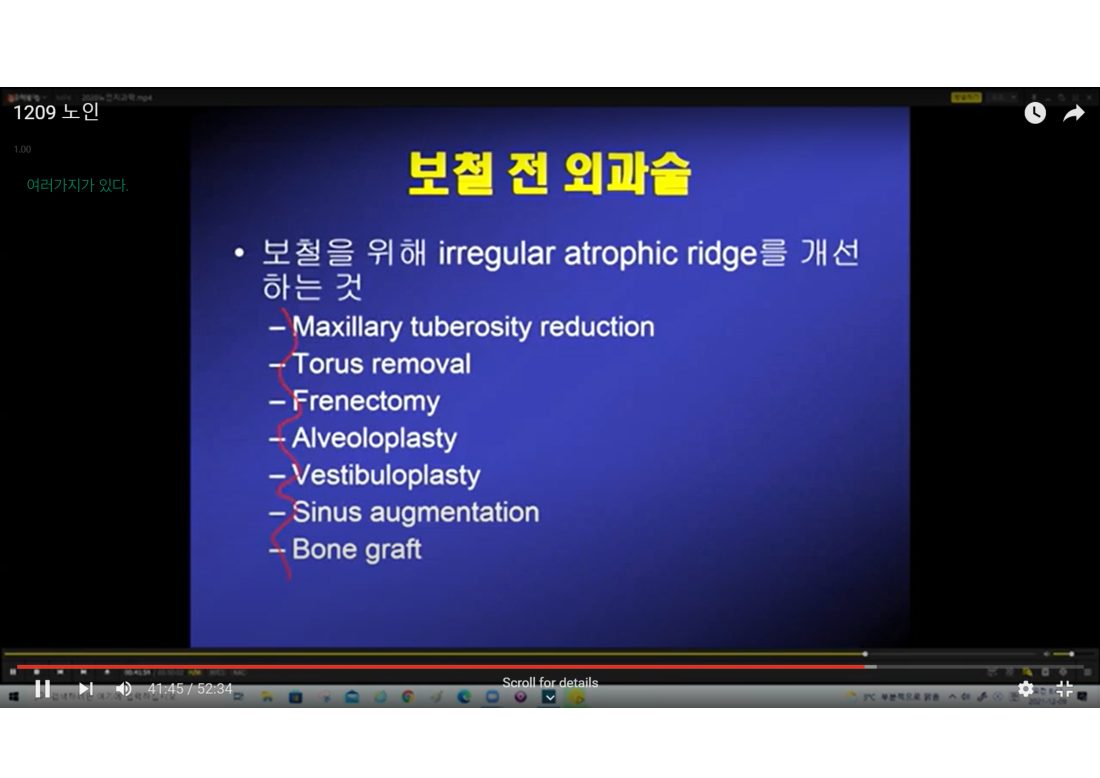 1209 노인
1.00
여러가지가 있다.
보철 전 외과술
• 보철을 위해 irregular atrophic ridge를 개선
하는 것
– Maxillary tuberosity reduction
– Torus removal
– Frenectomy
– Alveoloplasty
– Vestibuloplasty
– Sinus augmentation
– Bone graft
41:45 / 52:34
Scroll for details